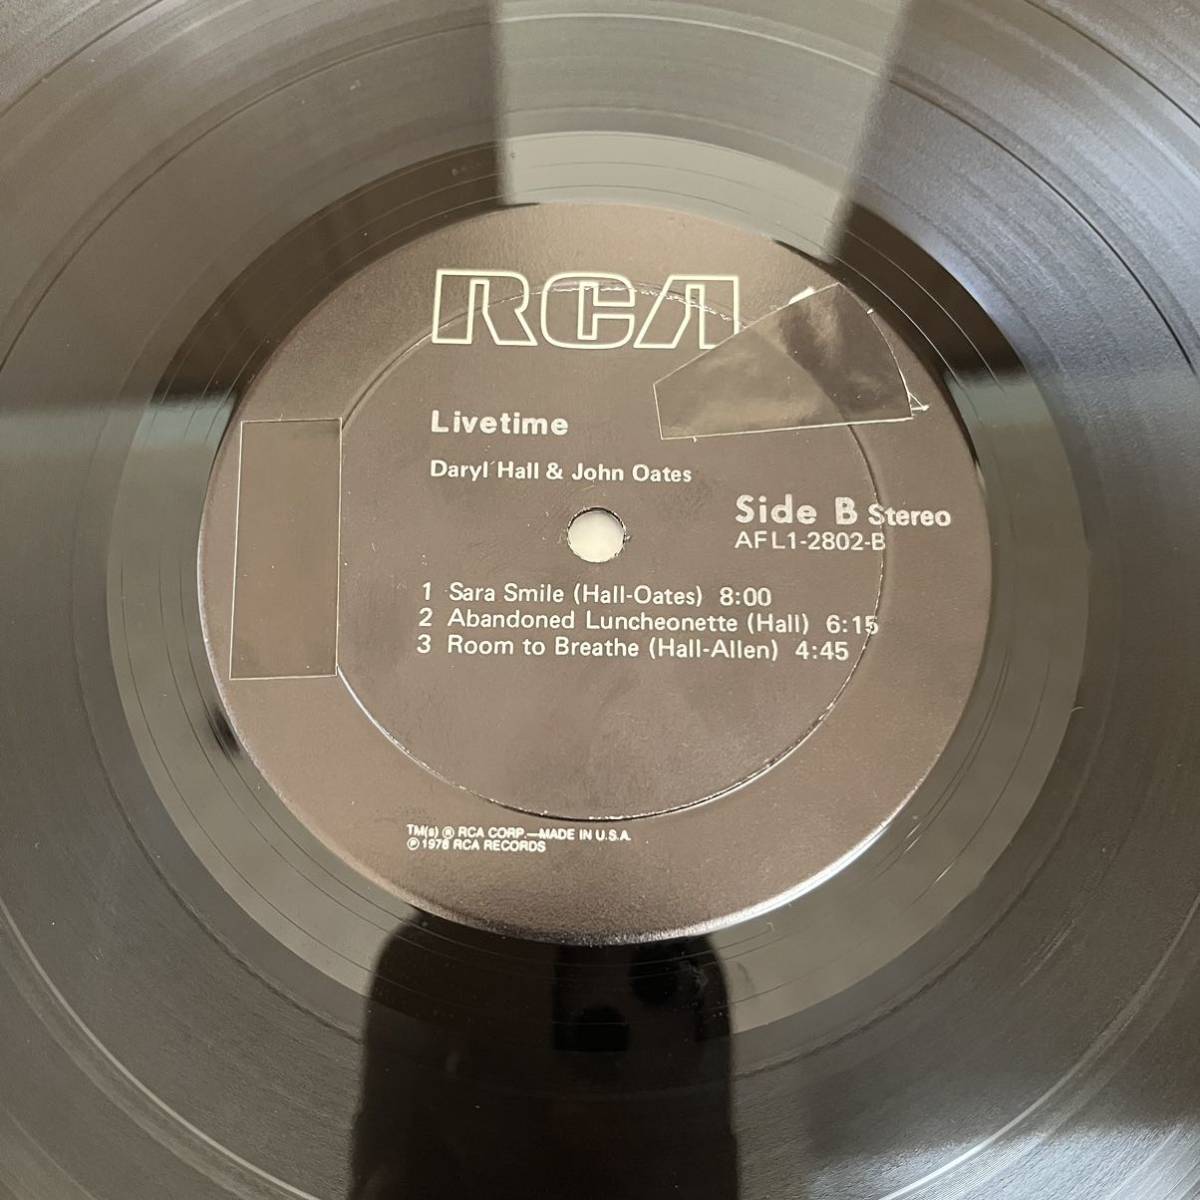 RCA
Livetime
Daryl Hall & John Oates
Side B Stereo
AFL1-2802-B
1 Sara Smile (Hall-Oates) 8:00
2 Abandoned Luncheonette (Hall) 6:15
3 Room to Breathe (Hall-Allen) 4:45
TM(s) ® RCA CORP.—MADE IN U.S.A.
℗ 1978 RCA RECORDS